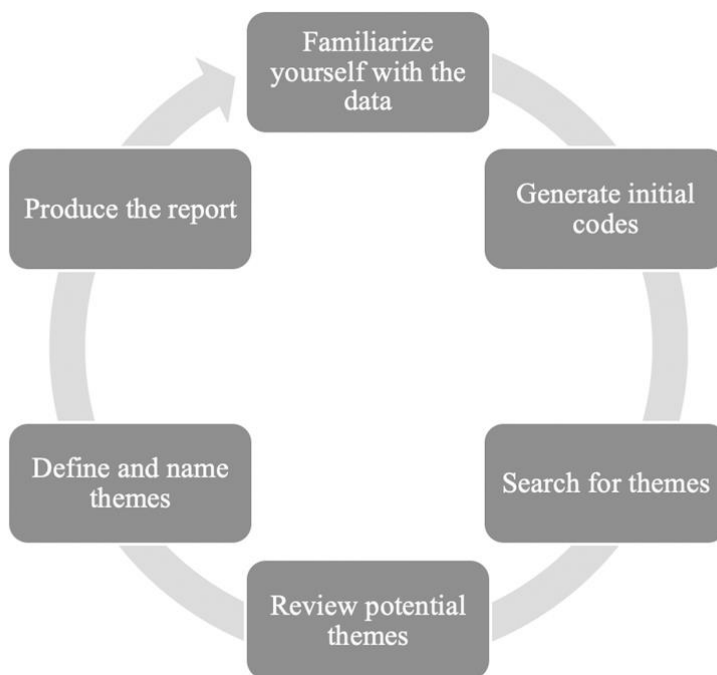 Familiarize
yourself with the
data
Generate initial
codes
Search for themes
Review potential
themes
Define and name
themes
Produce the report